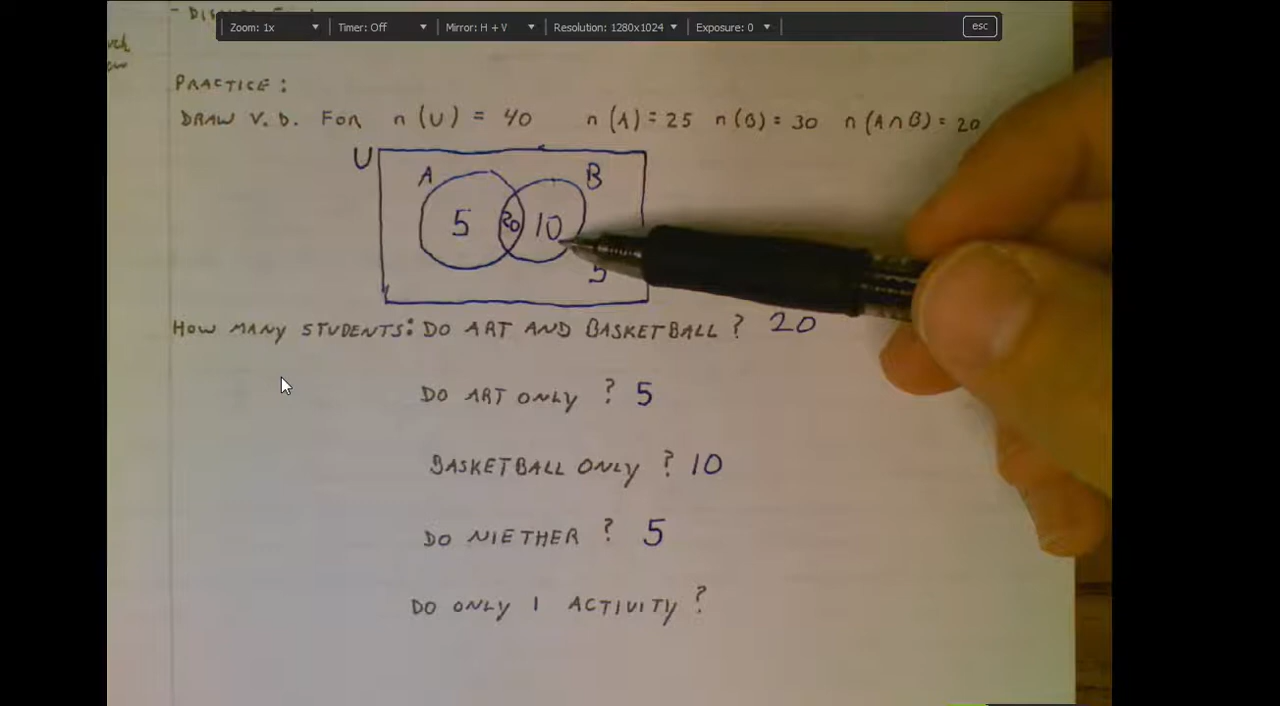 Zoom: 1x Timer: Off Mirror: H + V Resolution: 1280x1024 Exposure: 0 esc
PRACTICE:
DRAW V. D. FOR n (U) = 40 n (A) = 25 n (B) = 30 n (A∩B) = 20
U
A B
5 20 10
5
HOW MANY STUDENTS: DO ART AND BASKETBALL ? 20
DO ART ONLY ? 5
BASKETBALL ONLY ? 10
DO NIETHER ? 5
DO ONLY 1 ACTIVITY ?